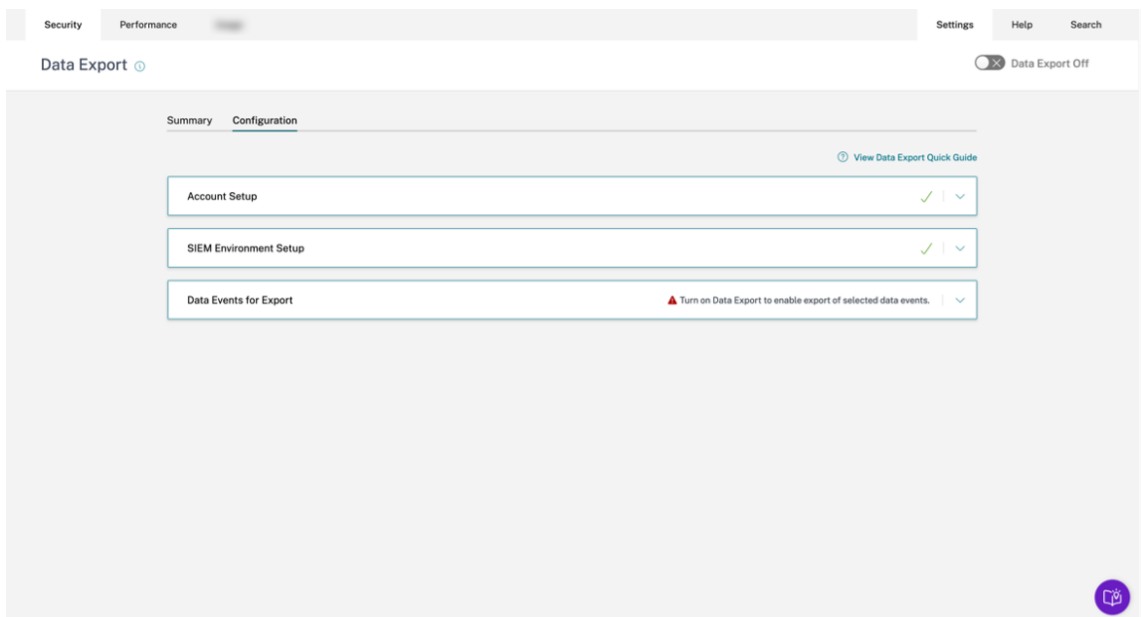 Security Performance Settings Help Search
Data Export Data Export Off
Summary Configuration
View Data Export Quick Guide
Account Setup
SIEM Environment Setup
Data Events for Export Turn on Data Export to enable export of selected data events.